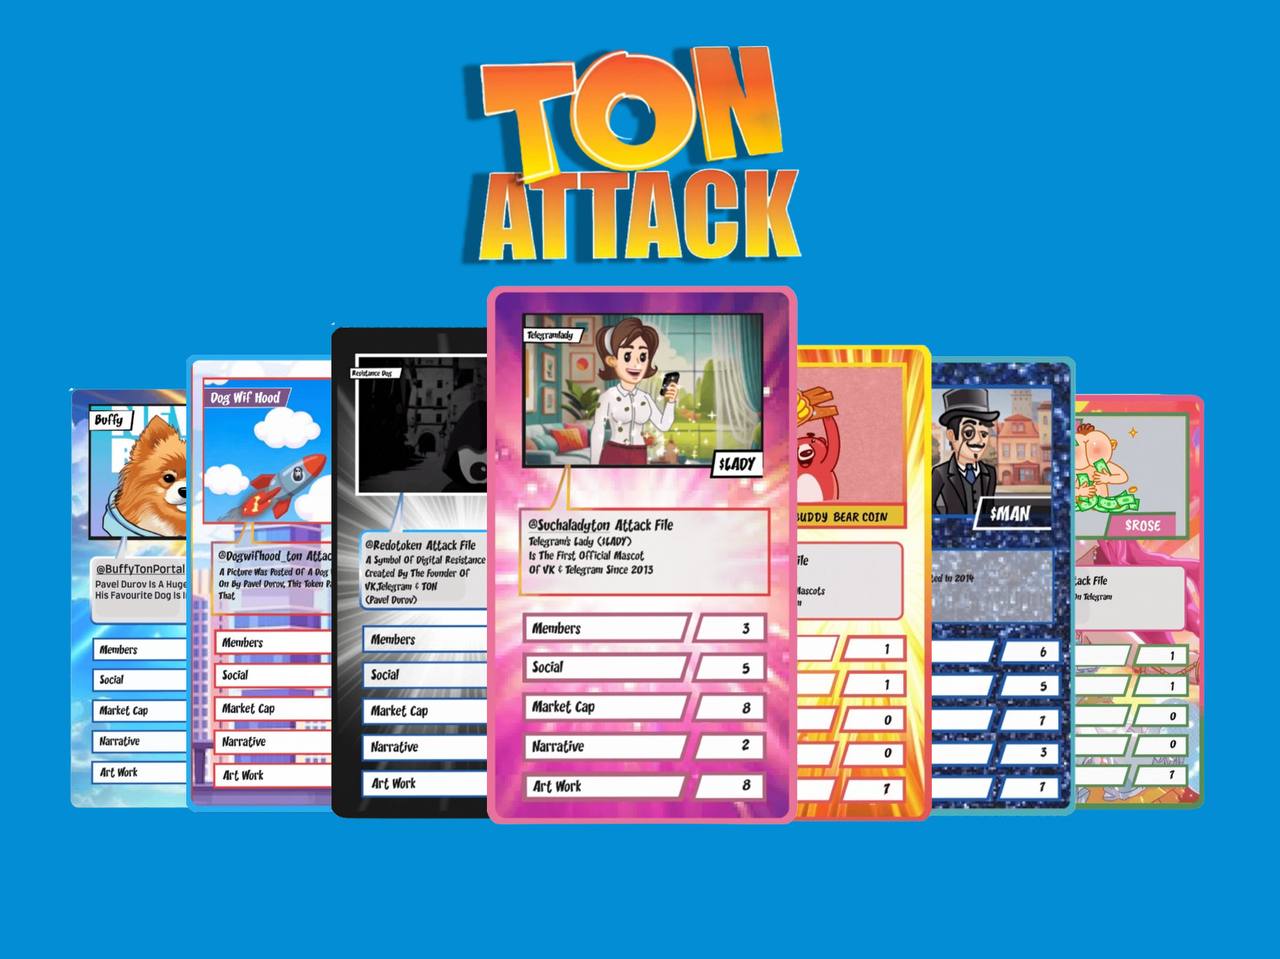 TON
ATTACK
Buffy
@BuffyTonPortal
Pavel Durov Is A Huge
His Favourite Dog Is
Members
Social
Market Cap
Narrative
Art Work
Dog Wif Hood
@Dogwifhood_ton Attac
A Picture Was Posted Of A Dog
On By Pavel Durov, This Token
That
Members
Social
Market Cap
Narrative
Art Work
Resistance Dog
@Redotoken Attack File
A Symbol Of Digital Resistance
Created By The Founder Of
VK,Telegram & TON
(Pavel Durov)
Members
Social
Market Cap
Narrative
Art Work
Telegramlady
$LADY
@Suchaladyton Attack File
Telegram's Lady ($LADY)
Is The First Official Mascot
Of VK & Telegram Since 2013
Members 3
Social 5
Market Cap 8
Narrative 2
Art Work 8
BUDDY BEAR COIN
ile
Mascots
1
1
0
0
7
$MAN
ted In 2014
6
5
7
3
7
$ROSE
tack File
On Telegram
1
1
0
0
7